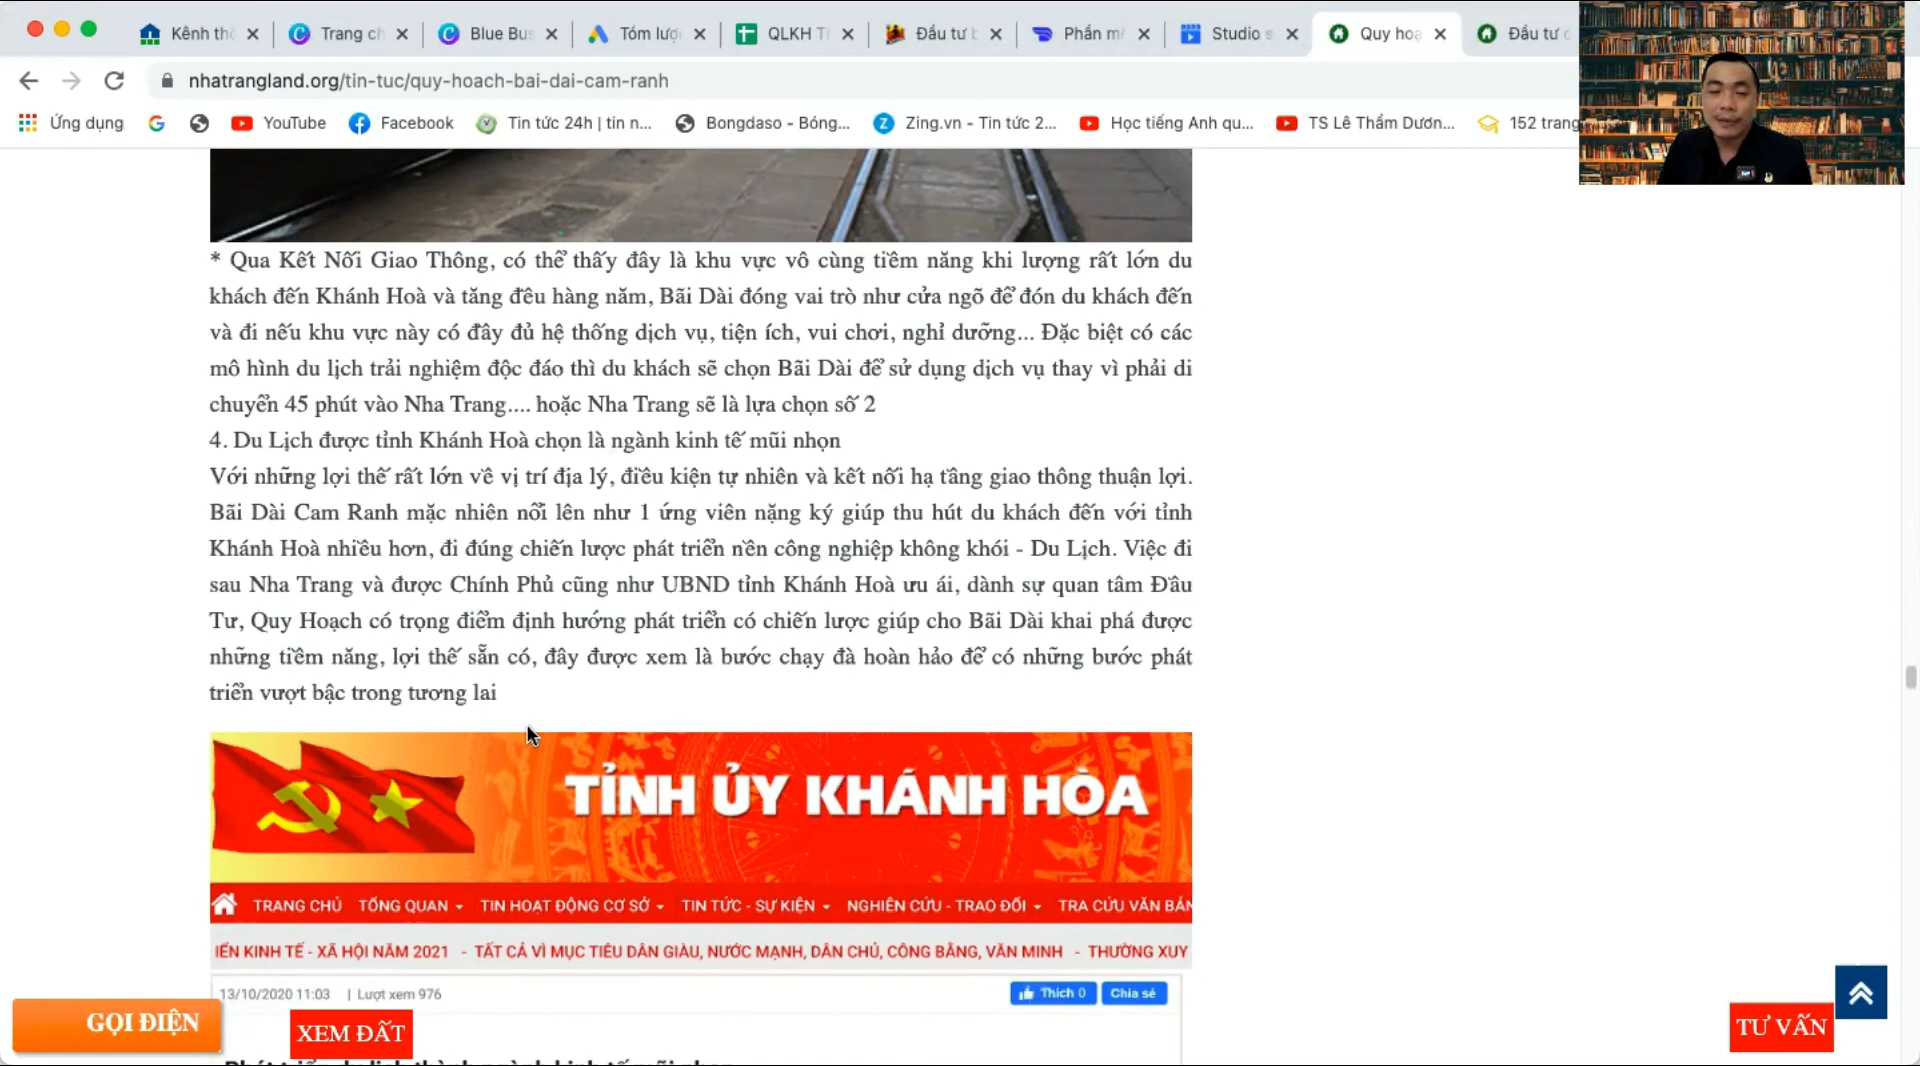 Kênh thô
Trang ch
Blue Bus
Tóm lượ
QLKH T
Đầu tư b
Phần m
Studio s
Quy hoạ
Đầu tư d
nhatrangland.org/tin-tuc/quy-hoach-bai-dai-cam-ranh
Ứng dụng
YouTube
Facebook
Tin tức 24h | tin n...
Bongdaso - Bóng...
Zing.vn - Tin tức 2...
Học tiếng Anh qu...
TS Lê Thẩm Dươn...
152 trang
* Qua Kết Nối Giao Thông, có thể thấy đây là khu vực vô cùng tiềm năng khi lượng rất lớn du
khách đến Khánh Hoà và tăng đều hàng năm, Bãi Dài đóng vai trò như cửa ngõ để đón du khách đến
và đi nếu khu vực này có đầy đủ hệ thống dịch vụ, tiện ích, vui chơi, nghỉ dưỡng... Đặc biệt có các
mô hình du lịch trải nghiệm độc đáo thì du khách sẽ chọn Bãi Dài để sử dụng dịch vụ thay vì phải di
chuyển 45 phút vào Nha Trang.... hoặc Nha Trang sẽ là lựa chọn số 2
4. Du Lịch được tỉnh Khánh Hoà chọn là ngành kinh tế mũi nhọn
Với những lợi thế rất lớn về vị trí địa lý, điều kiện tự nhiên và kết nối hạ tầng giao thông thuận lợi.
Bãi Dài Cam Ranh mặc nhiên nổi lên như 1 ứng viên nặng ký giúp thu hút du khách đến với tỉnh
Khánh Hoà nhiều hơn, đi đúng chiến lược phát triển nền công nghiệp không khói - Du Lịch. Việc đi
sau Nha Trang và được Chính Phủ cũng như UBND tỉnh Khánh Hoà ưu ái, dành sự quan tâm Đầu
Tư, Quy Hoạch có trọng điểm định hướng phát triển có chiến lược giúp cho Bãi Dài khai phá được
những tiềm năng, lợi thế sẵn có, đây được xem là bước chạy đà hoàn hảo để có những bước phát
triển vượt bậc trong tương lai
TỈNH ỦY KHÁNH HÒA
TRANG CHỦ TỔNG QUAN TIN HOẠT ĐỘNG CƠ SỞ TIN TỨC - SỰ KIỆN NGHIÊN CỨU - TRAO ĐỔI TRA CỨU VĂN BẢN
IỂN KINH TẾ - XÃ HỘI NĂM 2021 - TẤT CẢ VÌ MỤC TIÊU DÂN GIÀU, NƯỚC MẠNH, DÂN CHỦ, CÔNG BẰNG, VĂN MINH - THƯỜNG XUY
13/10/2020 11:03 | Lượt xem 976
Thích 0 Chia sẻ
GỌI ĐIỆN
XEM ĐẤT
TƯ VẤN